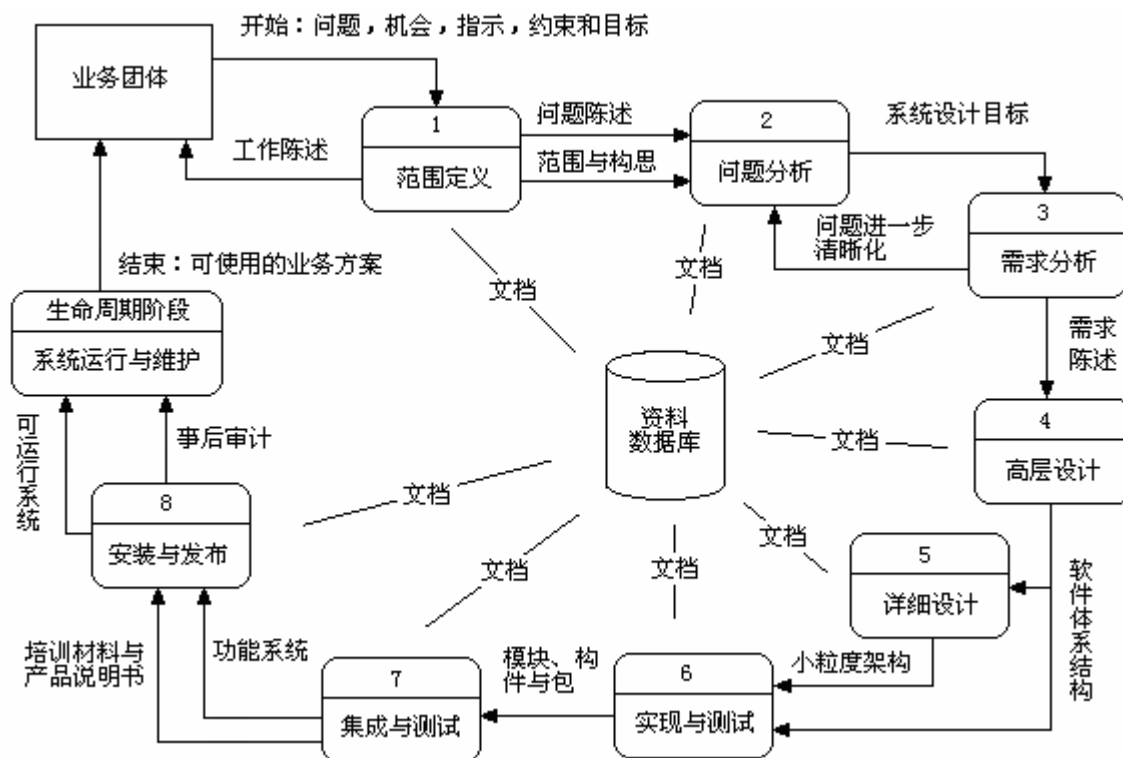 开始：问题，机会，指示，约束和目标
业务团体
1
范围定义
问题陈述
范围与构思
2
问题分析
系统设计目标
工作陈述
3
需求分析
问题进一步
清晰化
文档
文档
结束：可使用的业务方案
生命周期阶段
系统运行与维护
文档
需求
陈述
资料
数据库
4
高层设计
文档
可运行系统
事后审计
8
安装与发布
文档
文档
5
详细设计
软件体系结构
文档
文档
培训材料与
产品说明书
功能系统
7
集成与测试
模块、构
件与包
6
实现与测试
小粒度架构